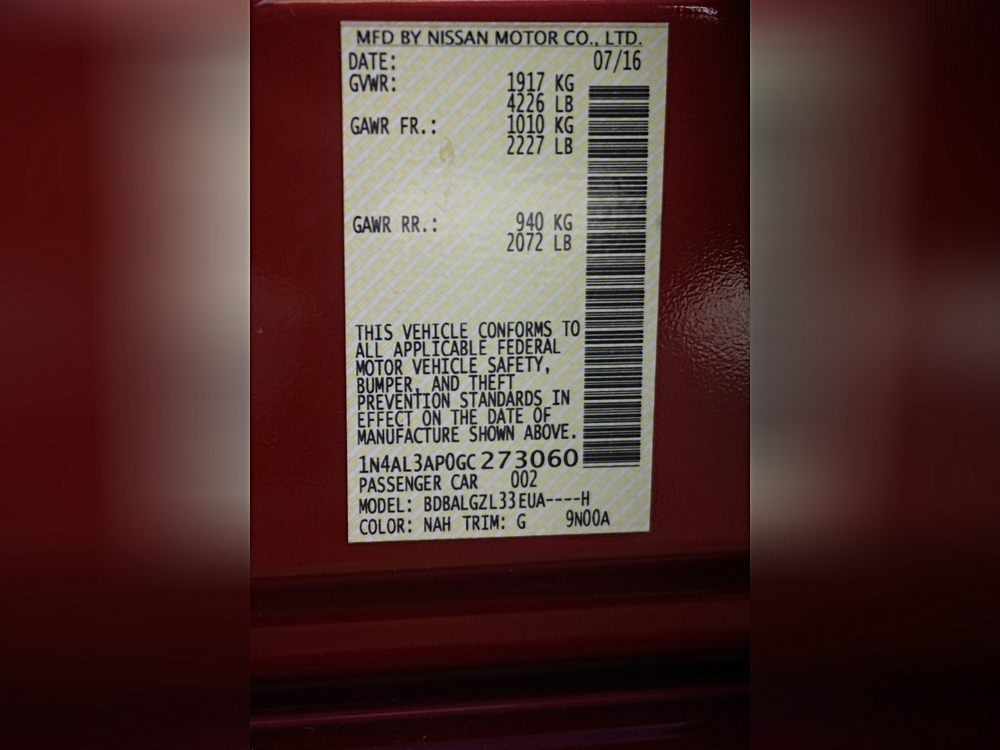 MFD BY NISSAN MOTOR CO., LTD.
DATE: 07/16
GVWR: 1917 KG
4226 LB
GAWR FR.: 1010 KG
2227 LB
GAWR RR.: 940 KG
2072 LB
THIS VEHICLE CONFORMS TO
ALL APPLICABLE FEDERAL
MOTOR VEHICLE SAFETY,
BUMPER, AND THEFT
PREVENTION STANDARDS IN
EFFECT ON THE DATE OF
MANUFACTURE SHOWN ABOVE.
1N4AL3AP0GC273060
PASSENGER CAR 002
MODEL: BDBALGZL33EUA----H
COLOR: NAH TRIM: G 9N00A